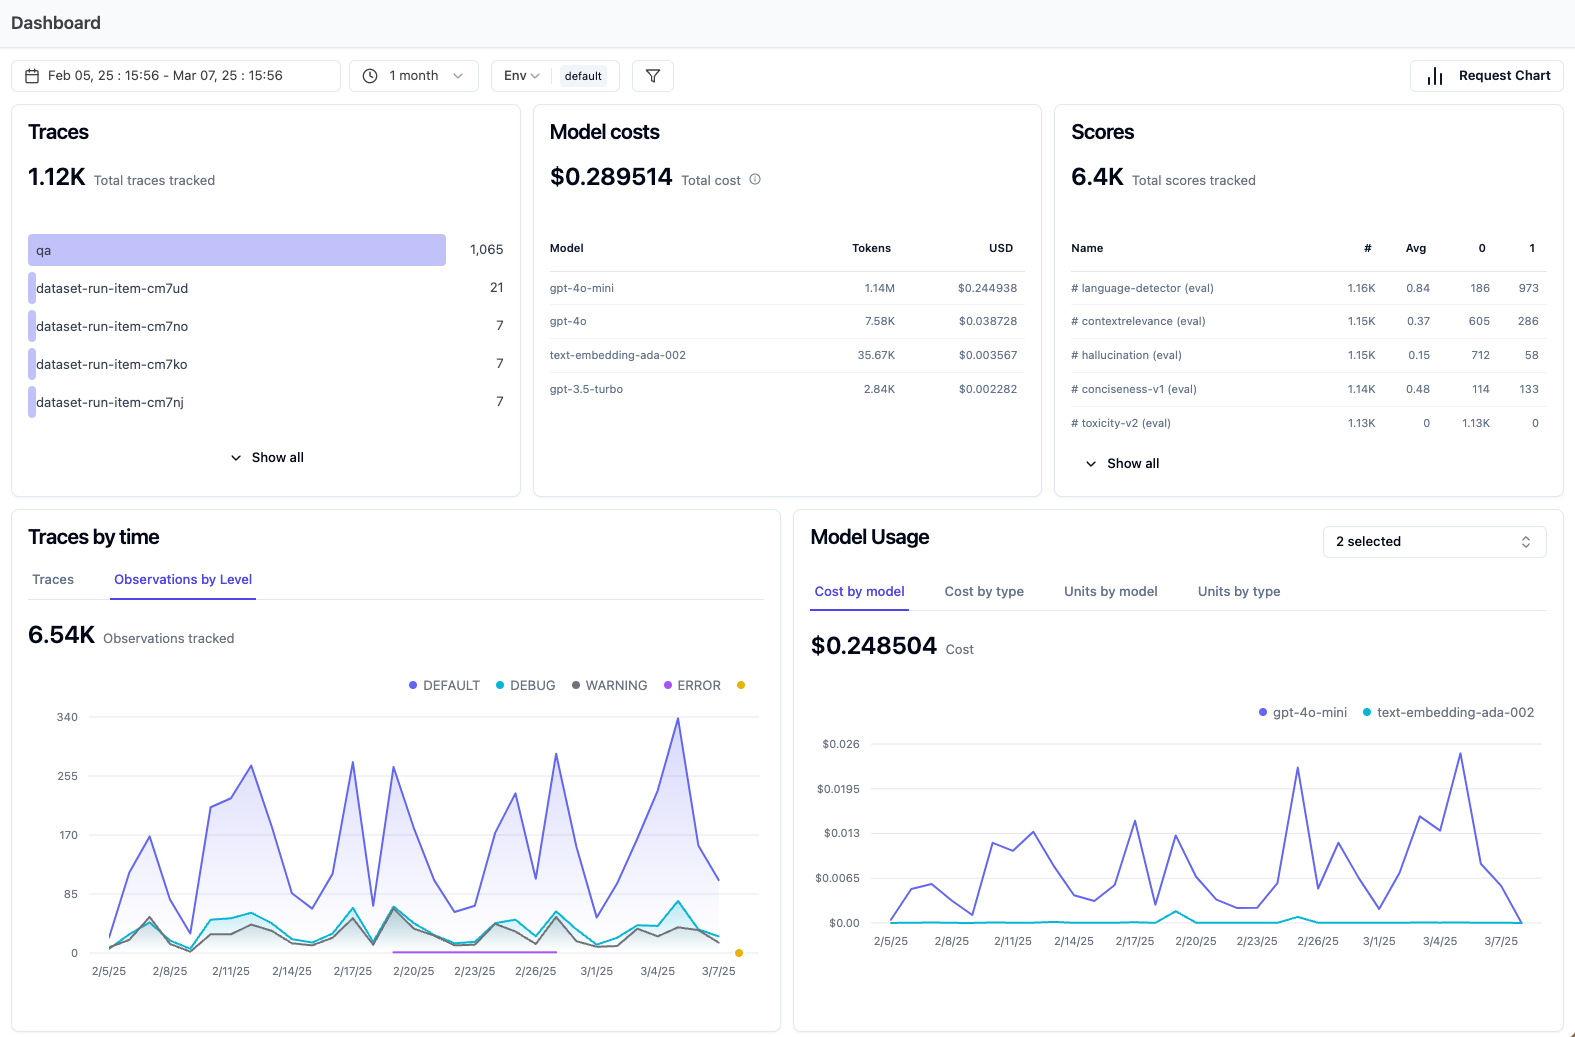 Dashboard
Feb 05, 25 : 15:56 - Mar 07, 25 : 15:56
1 month
Env default
Request Chart
Traces
1.12K Total traces tracked
qa 1,065
dataset-run-item-cm7ud 21
dataset-run-item-cm7no 7
dataset-run-item-cm7ko 7
dataset-run-item-cm7nj 7
Show all
Model costs
$0.289514 Total cost
Model Tokens USD
gpt-4o-mini 1.14M $0.244938
gpt-4o 7.58K $0.038728
text-embedding-ada-002 35.67K $0.003567
gpt-3.5-turbo 2.84K $0.002282
Scores
6.4K Total scores tracked
Name # Avg 0 1
# language-detector (eval) 1.16K 0.84 186 973
# contextrelevance (eval) 1.15K 0.37 605 286
# hallucination (eval) 1.15K 0.15 712 58
# conciseness-v1 (eval) 1.14K 0.48 114 133
# toxicity-v2 (eval) 1.13K 0 1.13K 0
Show all
Traces by time
Traces Observations by Level
6.54K Observations tracked
DEFAULT DEBUG WARNING ERROR
340
255
170
85
0
2/5/25 2/8/25 2/11/25 2/14/25 2/17/25 2/20/25 2/23/25 2/26/25 3/1/25 3/4/25 3/7/25
Model Usage
2 selected
Cost by model Cost by type Units by model Units by type
$0.248504 Cost
gpt-4o-mini text-embedding-ada-002
$0.026
$0.0195
$0.013
$0.0065
$0.00
2/5/25 2/8/25 2/11/25 2/14/25 2/17/25 2/20/25 2/23/25 2/26/25 3/1/25 3/4/25 3/7/25